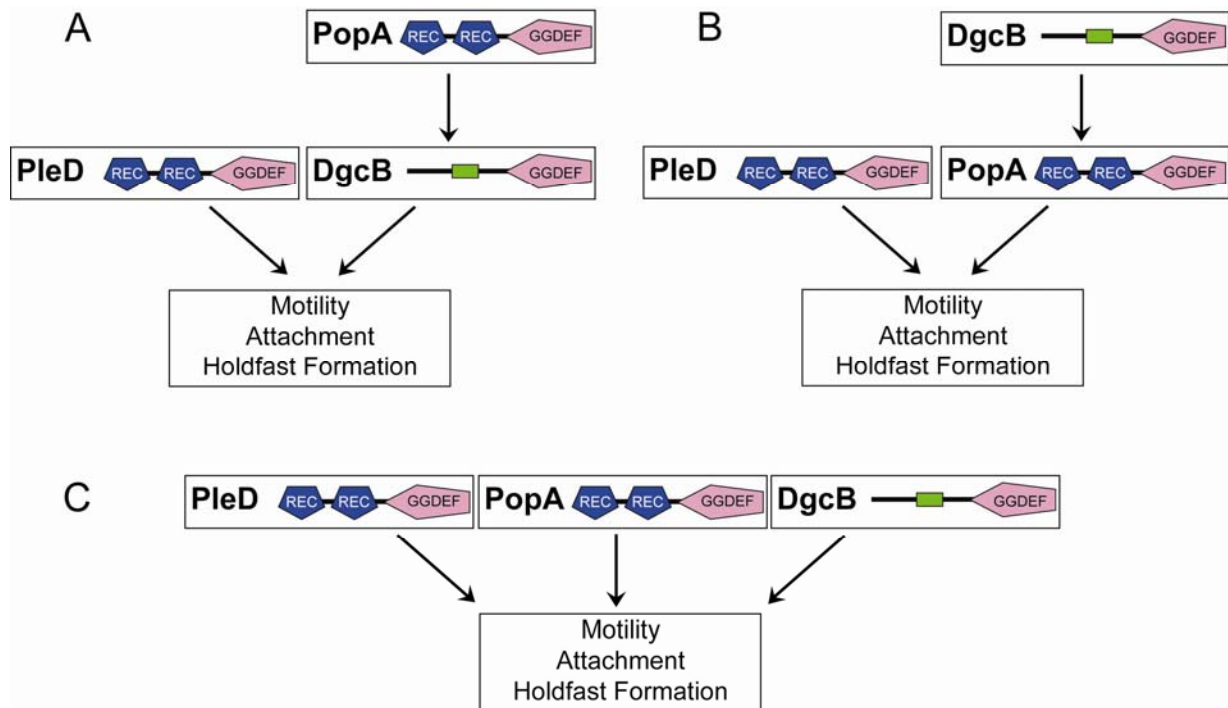 A
PopA REC REC GGDEF
PleD REC REC GGDEF
DgcB GGDEF
Motility
Attachment
Holdfast Formation
B
DgcB GGDEF
PleD REC REC GGDEF
PopA REC REC GGDEF
Motility
Attachment
Holdfast Formation
C
PleD REC REC GGDEF
PopA REC REC GGDEF
DgcB GGDEF
Motility
Attachment
Holdfast Formation